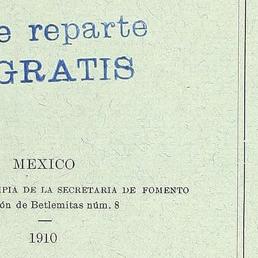 e reparte
GRATIS
MEXICO
PIA DE LA SECRETARIA DE FOMENTO
ón de Betlemitas núm. 8
1910